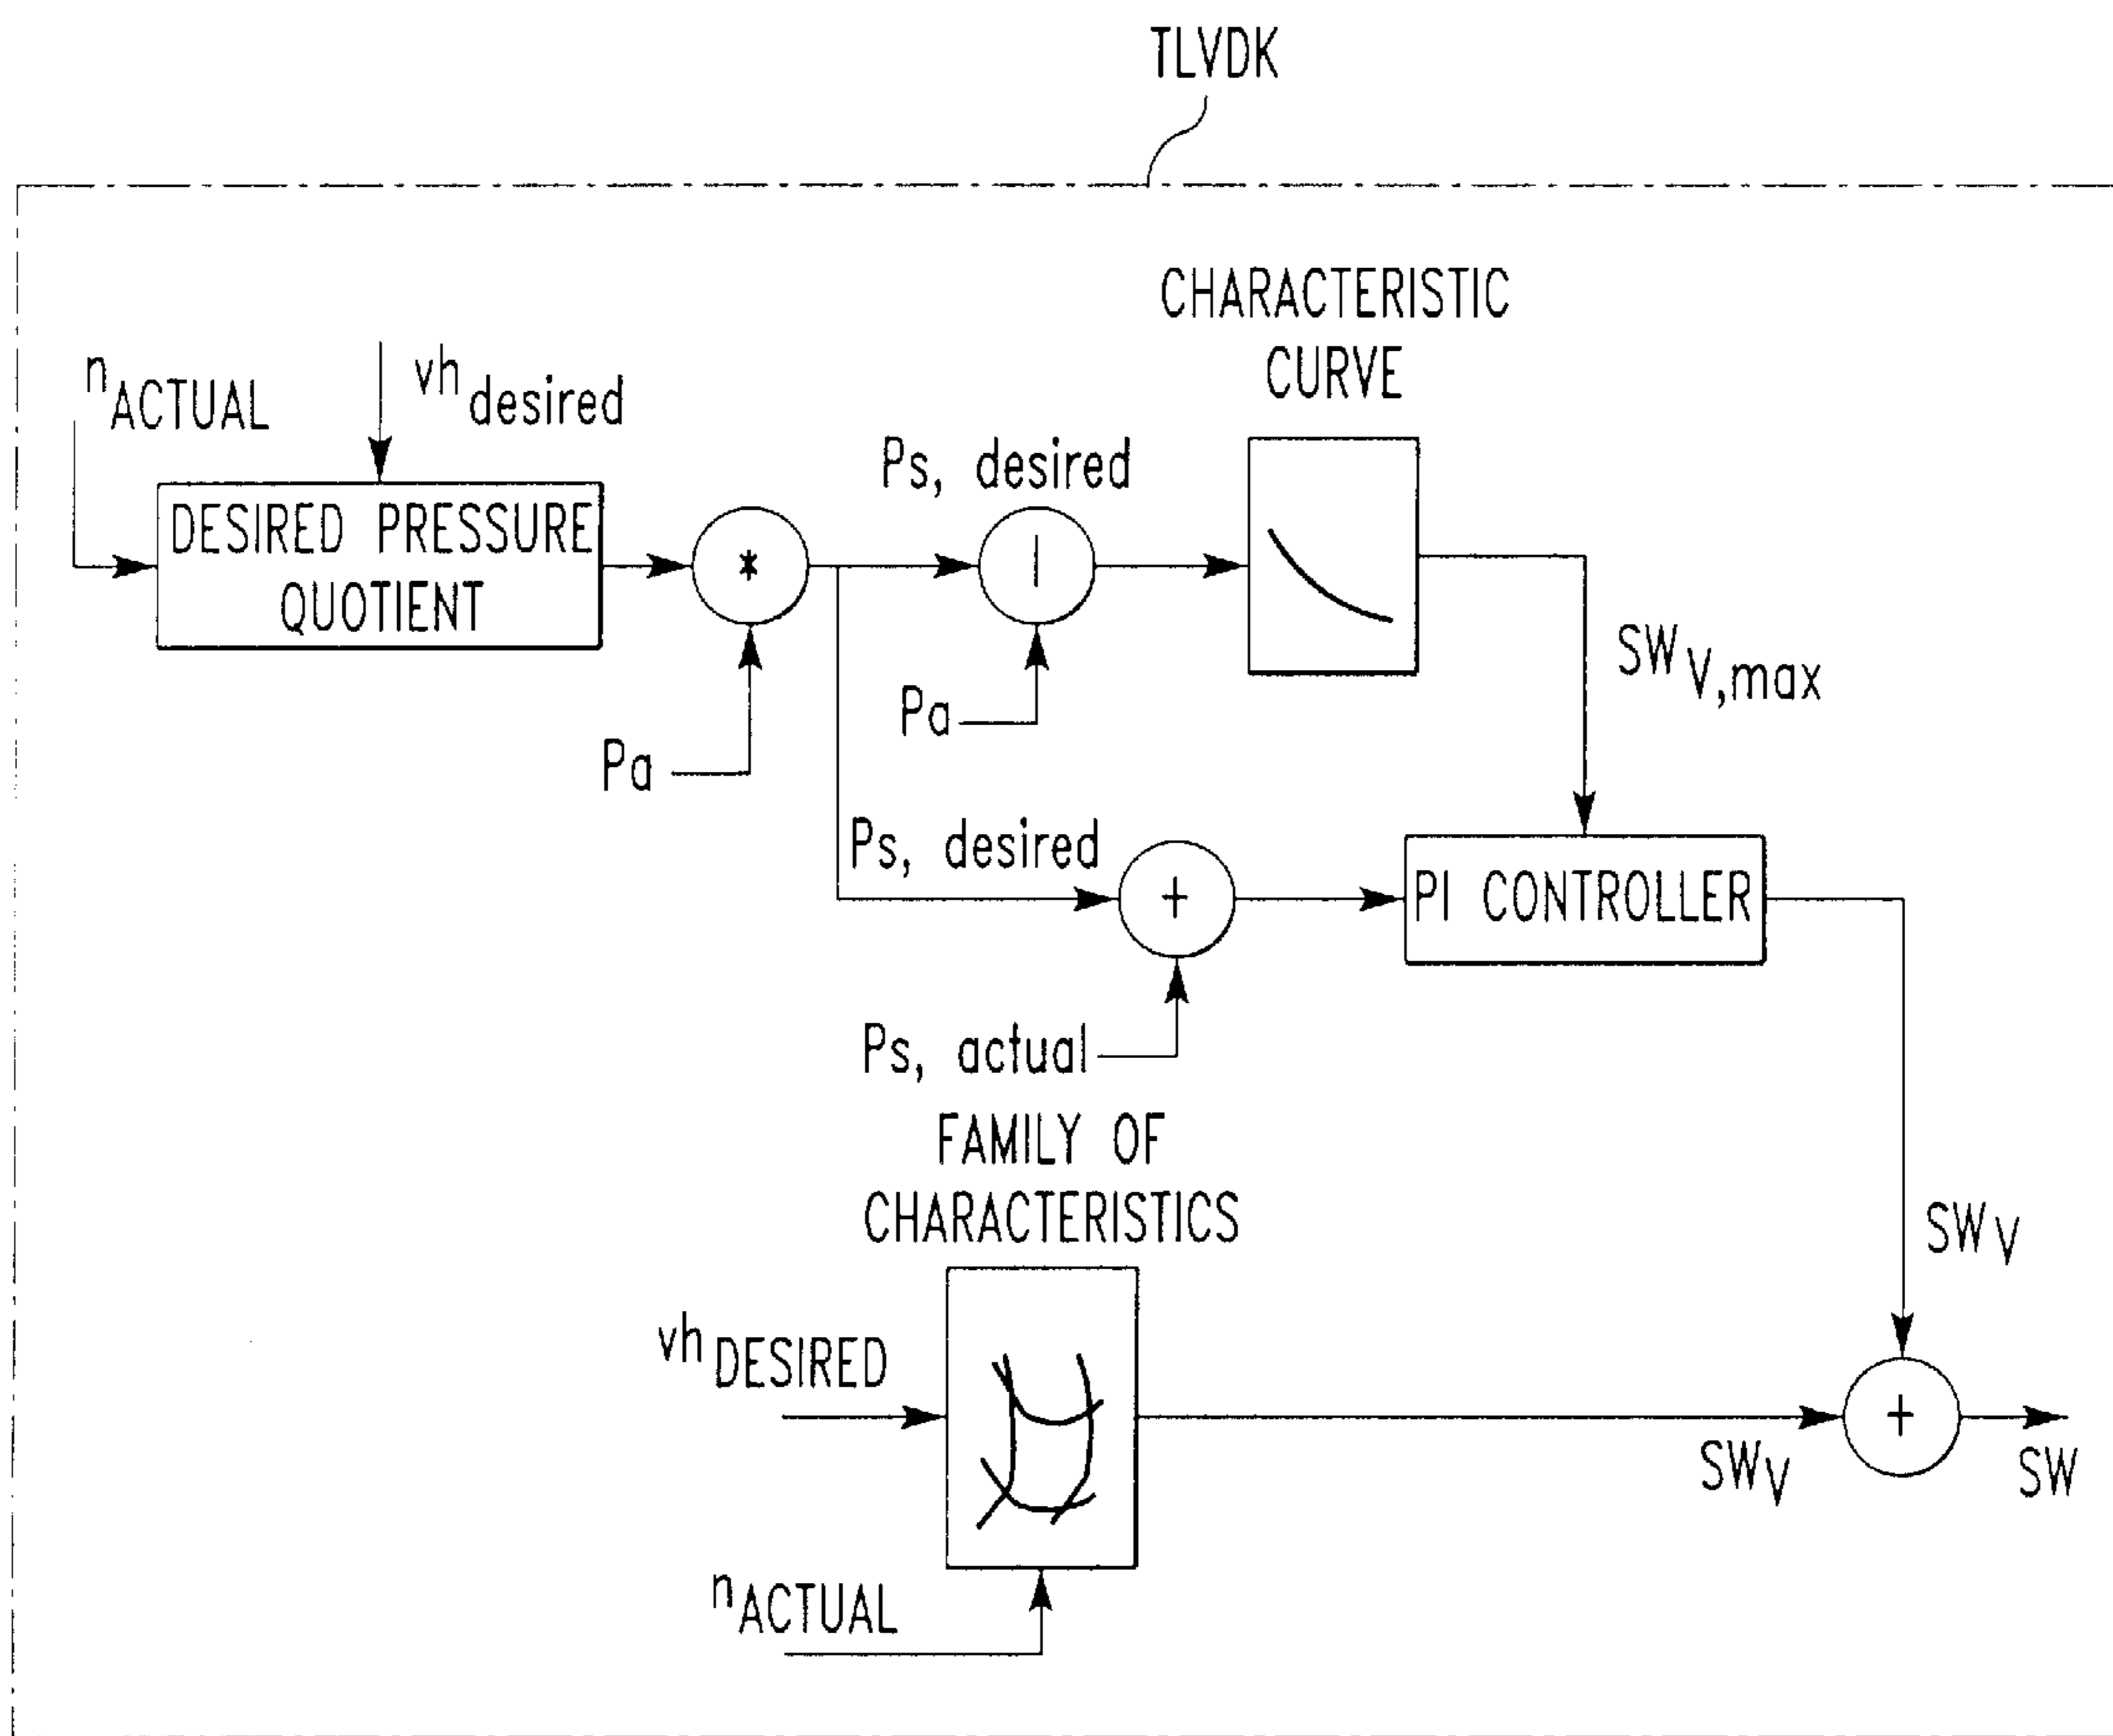 TLVDK
CHARACTERISTIC
CURVE
nACTUAL
vhdesired
Ps, desired
DESIRED PRESSURE
QUOTIENT
*
|
SWV,max
Pa
Pa
Ps, desired
+
PI CONTROLLER
Ps, actual
FAMILY OF
CHARACTERISTICS
SWV
vhDESIRED
+
SWV
SW
nACTUAL